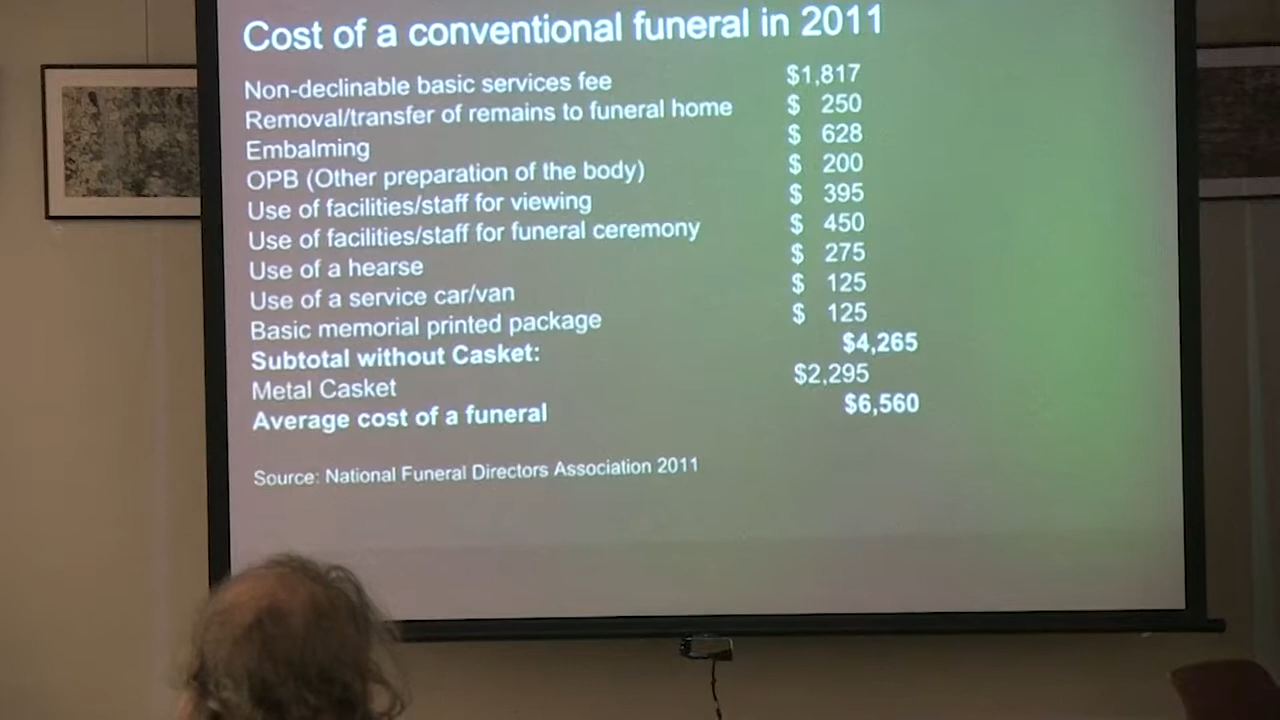 Cost of a conventional funeral in 2011
Non-declinable basic services fee $1,817
Removal/transfer of remains to funeral home $ 250
Embalming $ 628
OPB (Other preparation of the body) $ 200
Use of facilities/staff for viewing $ 395
Use of facilities/staff for funeral ceremony $ 450
Use of a hearse $ 275
Use of a service car/van $ 125
Basic memorial printed package $ 125
Subtotal without Casket: $4,265
Metal Casket $2,295
Average cost of a funeral $6,560
Source: National Funeral Directors Association 2011